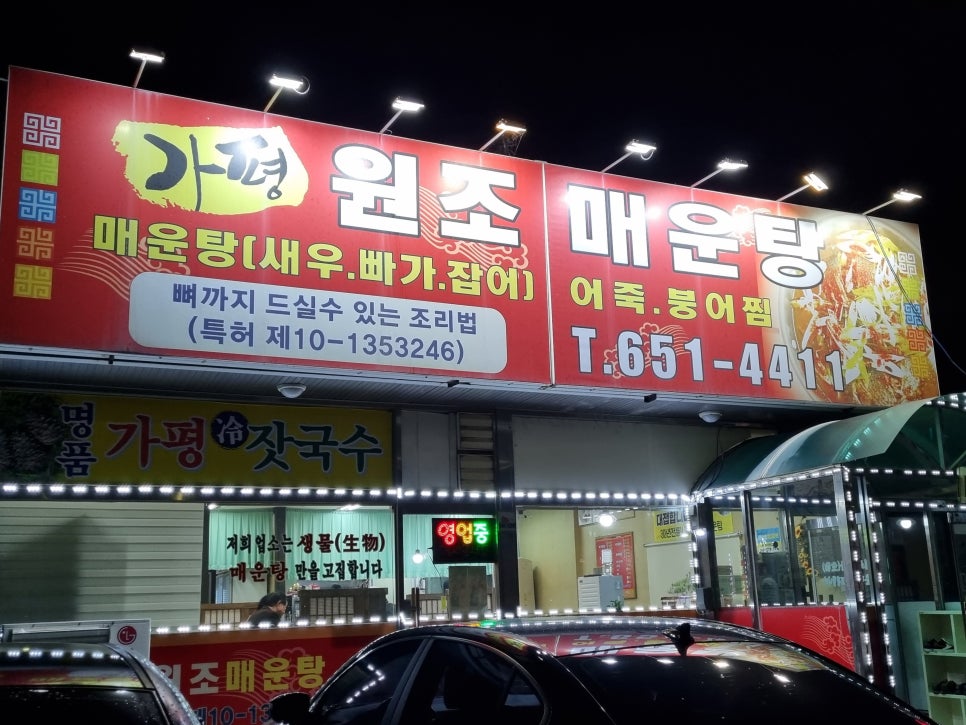 가평 원조 매운탕
매운탕(새우.빠가.잡어)
어죽.붕어찜
뼈까지 드실수 있는 조리법
(특허 제10-1353246)
T.651-4411
명품 가평 冷 잣국수
저희업소는 생물(生物)
매운탕 만을고집합니다
영업중
LG
원조매운탕